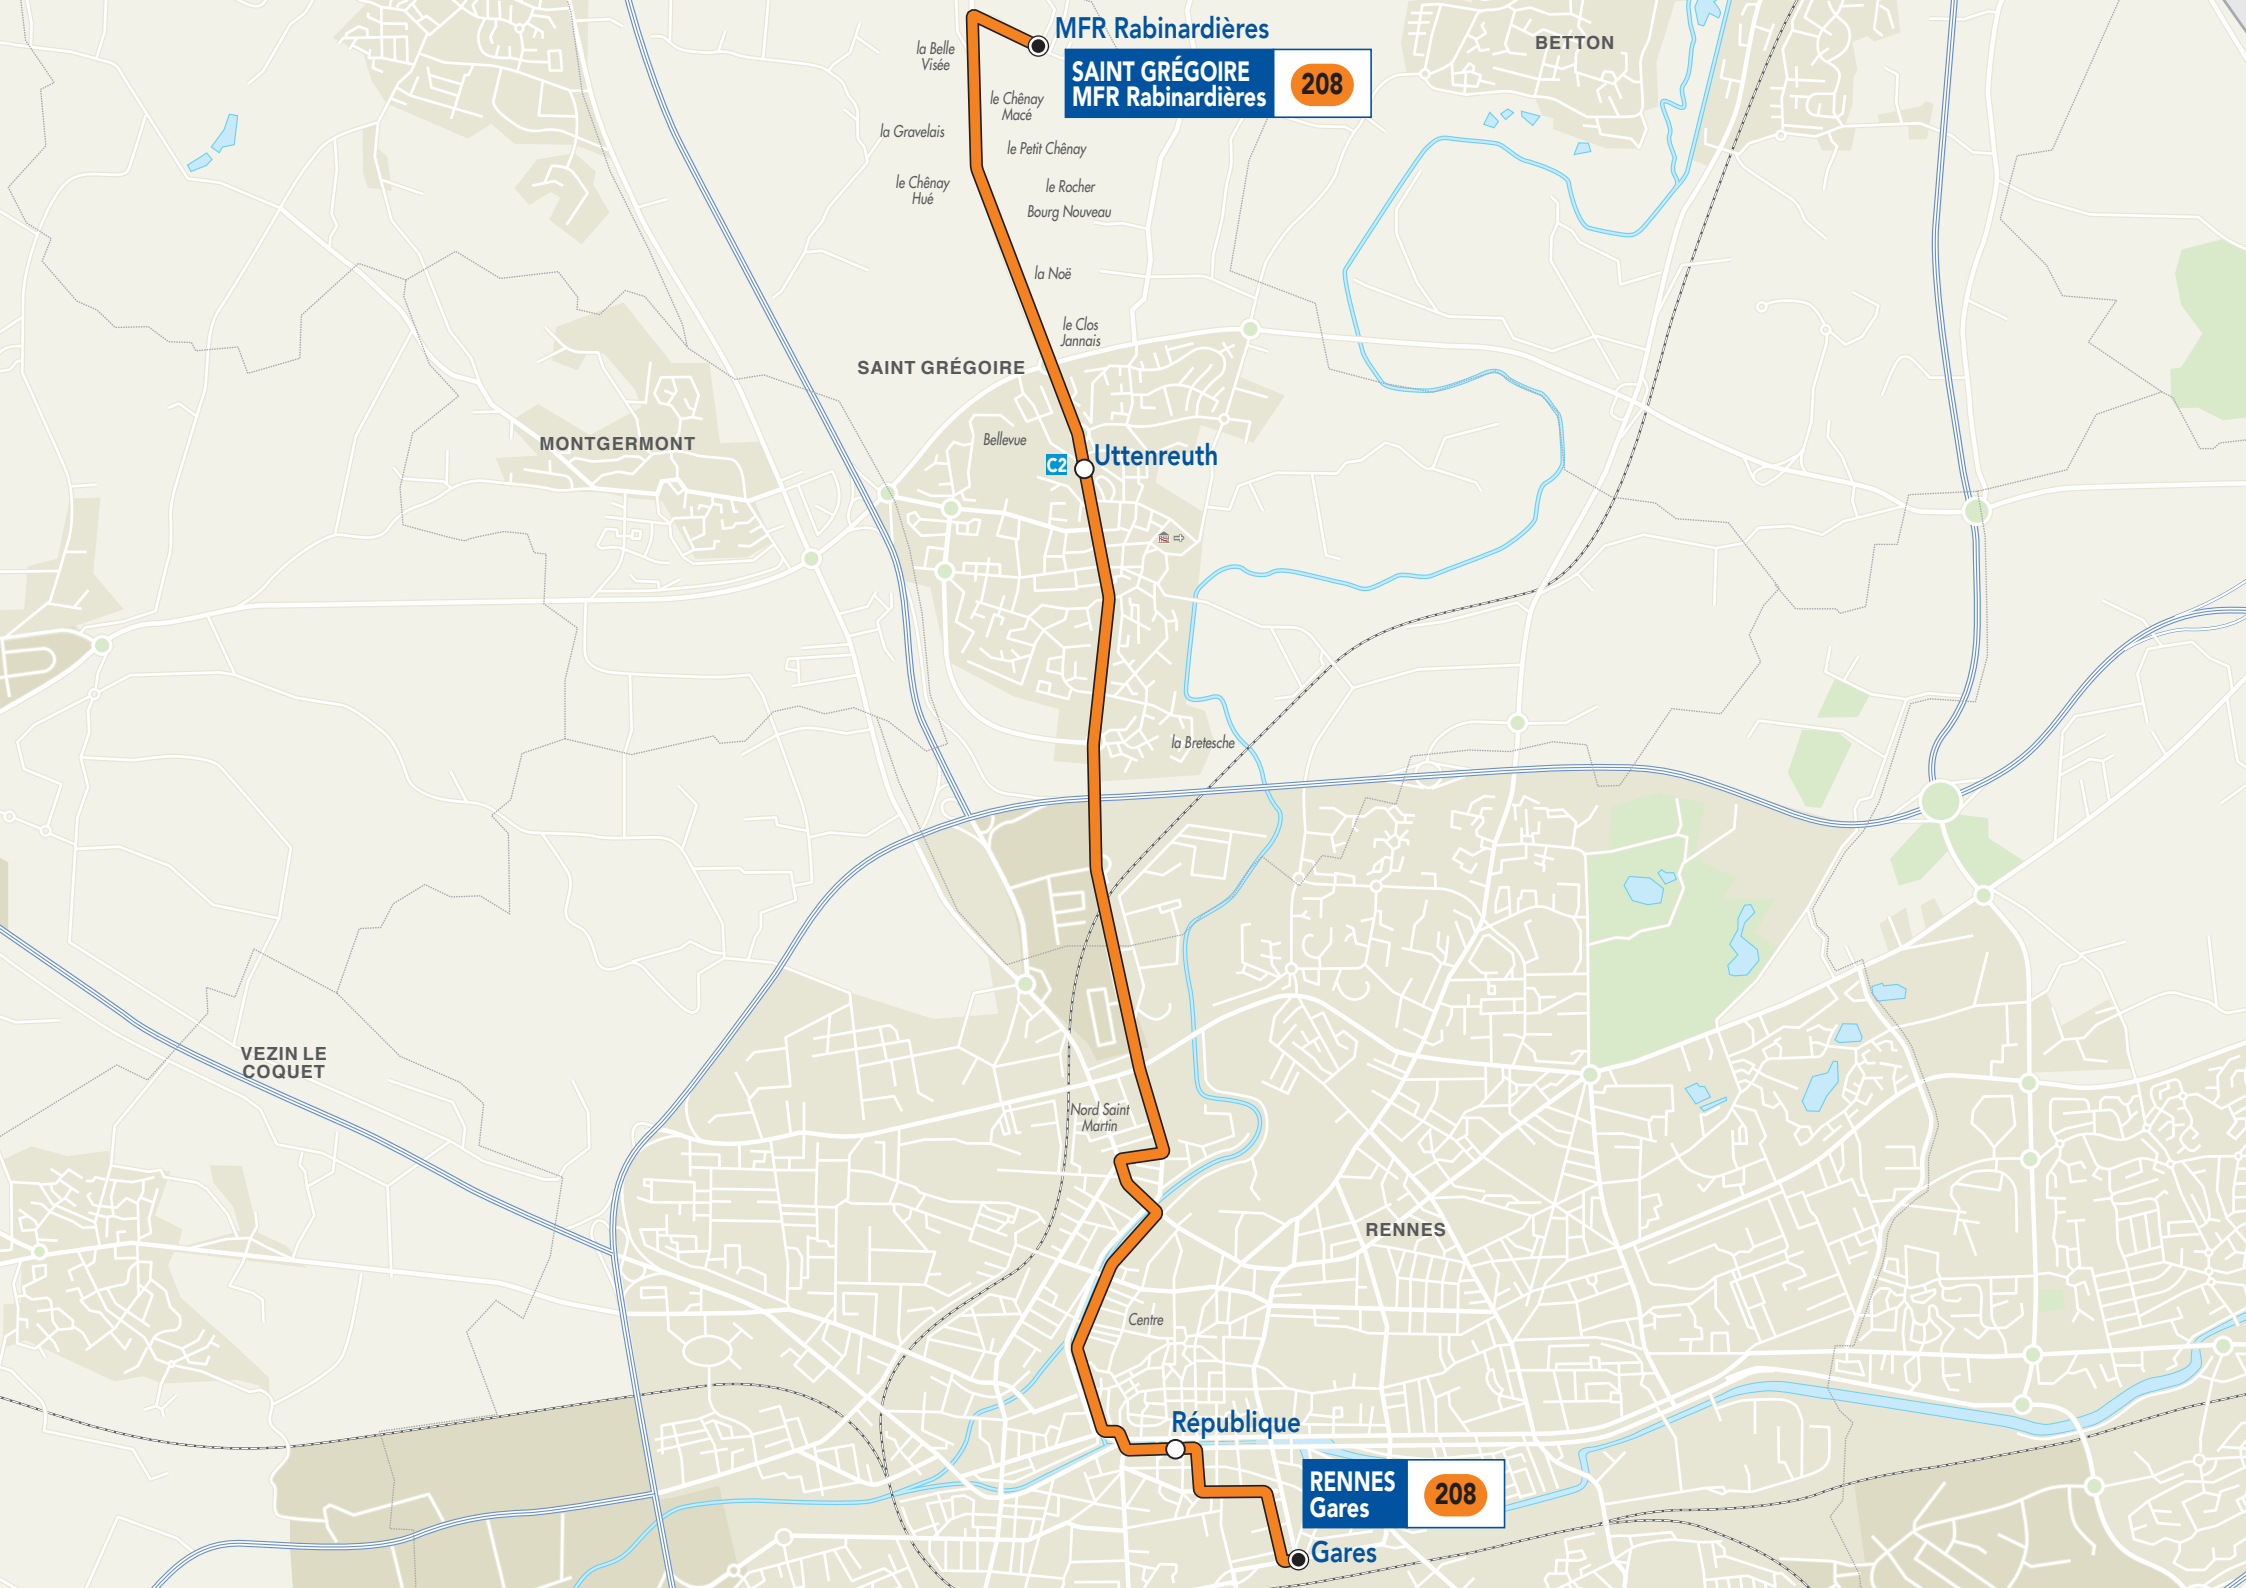 MFR Rabinardières
SAINT GRÉGOIRE
MFR Rabinardières
208
BETTON
la Belle
Visée
le Chênay
Macé
la Gravelais
le Petit Chênay
le Chênay
Hué
le Rocher
Bourg Nouveau
la Noë
le Clos
Jannais
SAINT GRÉGOIRE
MONTGERMONT
Bellevue
C2
Uttenreuth
la Bretesche
VEZIN LE
COQUET
Nord Saint
Martin
RENNES
Centre
République
RENNES
Gares
208
Gares